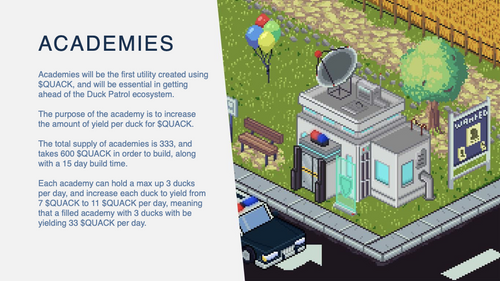 ACADEMIES
Academies will be the first utility created using
$QUACK, and will be essential in getting
ahead of the Duck Patrol ecosystem.
The purpose of the academy is to increase
the amount of yield per duck for $QUACK.
The total supply of academies is 333, and
takes 600 $QUACK in order to build, along
with a 15 day build time.
Each academy can hold a max up 3 ducks
per day, and increase each duck to yield from
7 $QUACK to 11 $QUACK per day, meaning
that a filled academy with 3 ducks with be
yielding 33 $QUACK per day.
WANTED